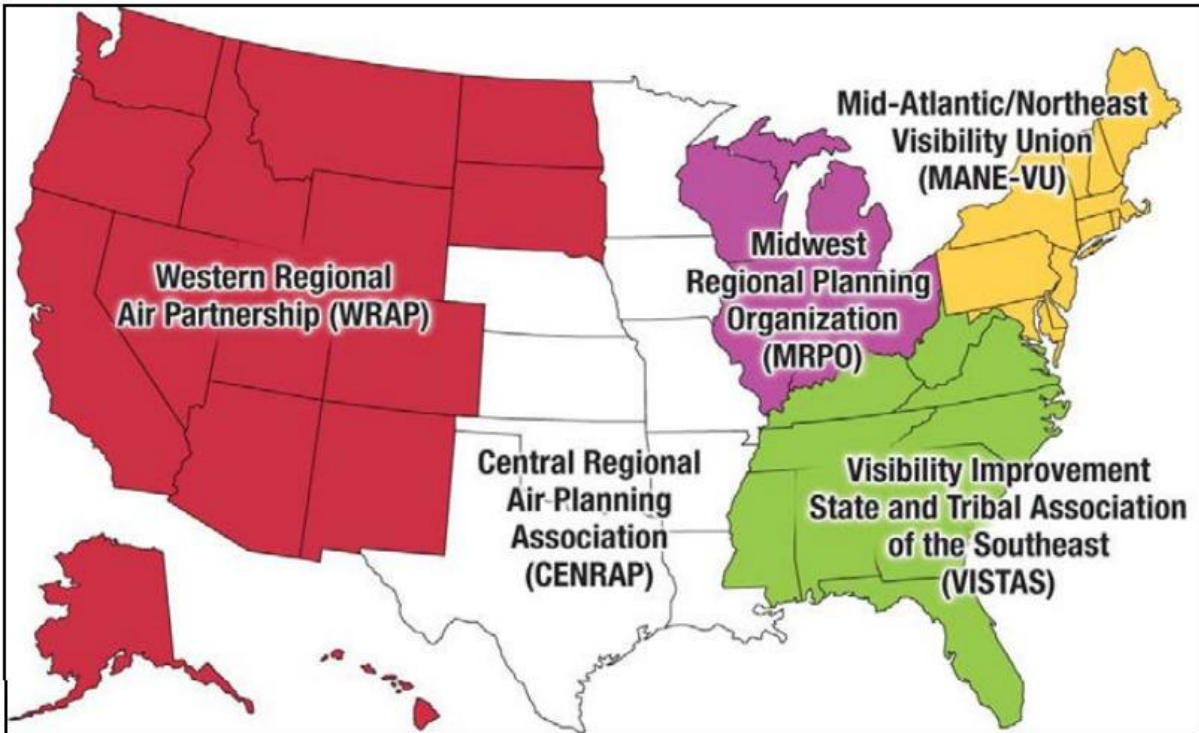 Mid-Atlantic/Northeast
Visibility Union
(MANE-VU)
Midwest
Regional Planning
Organization
(MRPO)
Western Regional
Air Partnership (WRAP)
Central Regional
Air Planning
Association
(CENRAP)
Visibility Improvement
State and Tribal Association
of the Southeast
(VISTAS)